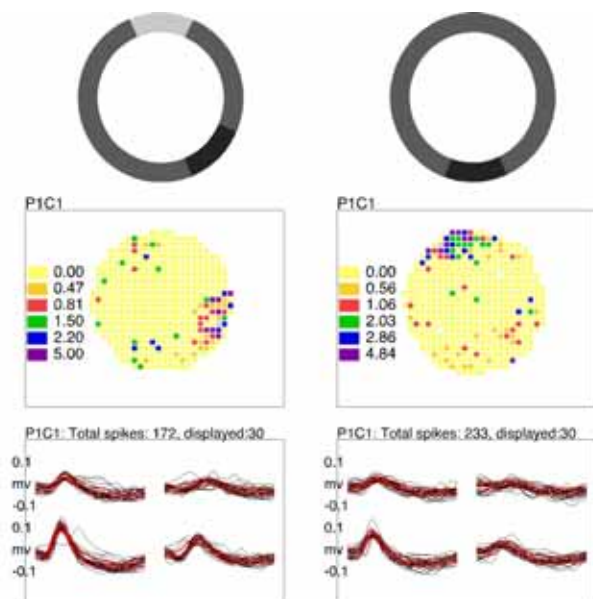 P1C1
P1C1
0.00
0.47
0.81
1.50
2.20
5.00
0.00
0.56
1.06
2.03
2.86
4.84
P1C1: Total spikes: 172, displayed:30
P1C1: Total spikes: 233, displayed:30
0.1
mv
-0.1
0.1
mv
-0.1
0.1
mv
-0.1
0.1
mv
-0.1